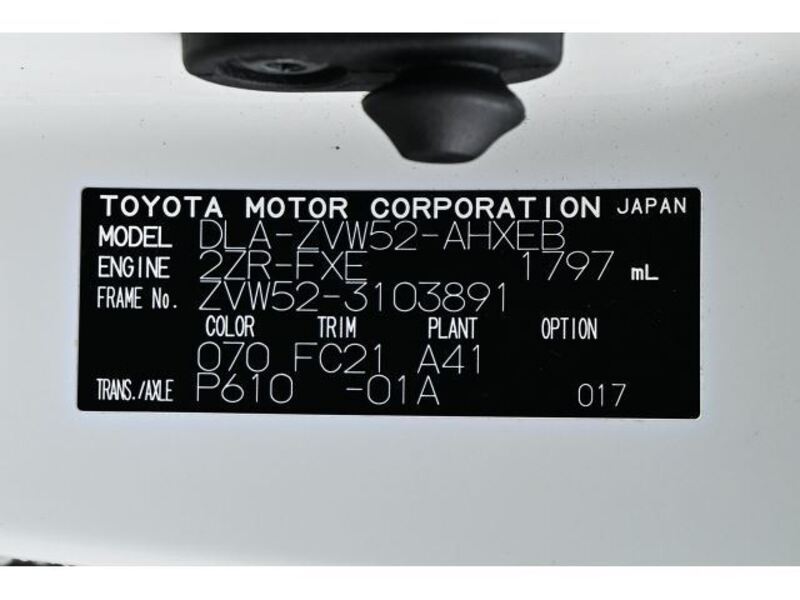 TOYOTA MOTOR CORPORATION JAPAN
MODEL DLA-ZVW52-AHXEB
ENGINE 2ZR-FXE 1797 mL
FRAME No. ZVW52-3103891
COLOR TRIM PLANT OPTION
070 FC21 A41
TRANS./AXLE P610 -01A 017